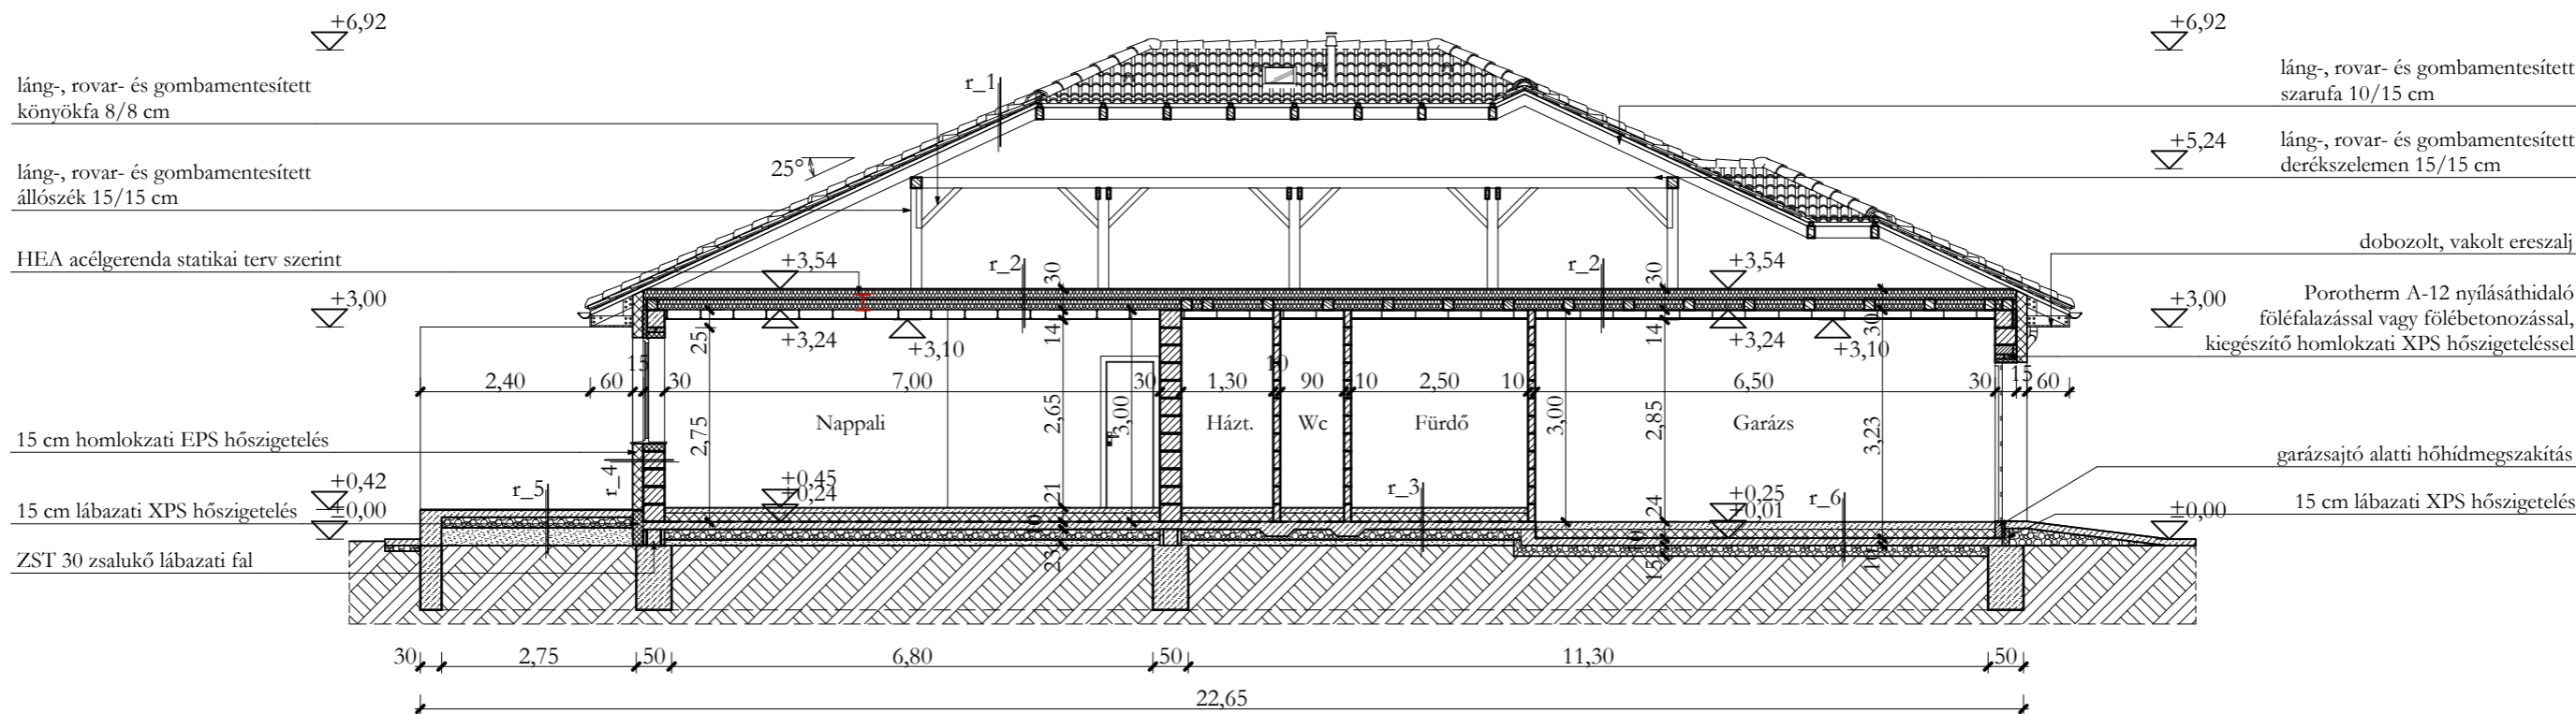 +6,92
+6,92
láng-, rovar- és gombamentesített
könyökfa 8/8 cm
r_1
láng-, rovar- és gombamentesített
szarufa 10/15 cm
25°
+5,24
láng-, rovar- és gombamentesített
derékszelemen 15/15 cm
láng-, rovar- és gombamentesített
állószék 15/15 cm
HEA acélgerenda statikai terv szerint
dobozolt, vakolt ereszalj
+3,54
r_2
30
r_2
30
+3,54
+3,00
+3,00
Porotherm A-12 nyílásáthidaló
föléfalazással vagy fölébetonozással,
kiegészítő homlokzati XPS hőszigeteléssel
25
+3,24
+3,10
14
14
+3,24
+3,10
30
15
10
15
2,40
60
30
7,00
30
1,30
90
10
2,50
10
6,50
30
60
2,75
Nappali
2,65
3,00
Házt.
Wc
Fürdő
3,00
2,85
Garázs
3,23
15 cm homlokzati EPS hőszigetelés
garázsajtó alatti hőhídmegszakítás
+0,42
r_5
r_4
+0,45
+0,24
21
r_3
24
+0,25
+0,01
r_6
15 cm lábazati XPS hőszigetelés
±0,00
±0,00
15 cm lábazati XPS hőszigetelés
10
23
10
15
10
ZST 30 zsalukő lábazati fal
30
2,75
50
6,80
50
11,30
50
22,65